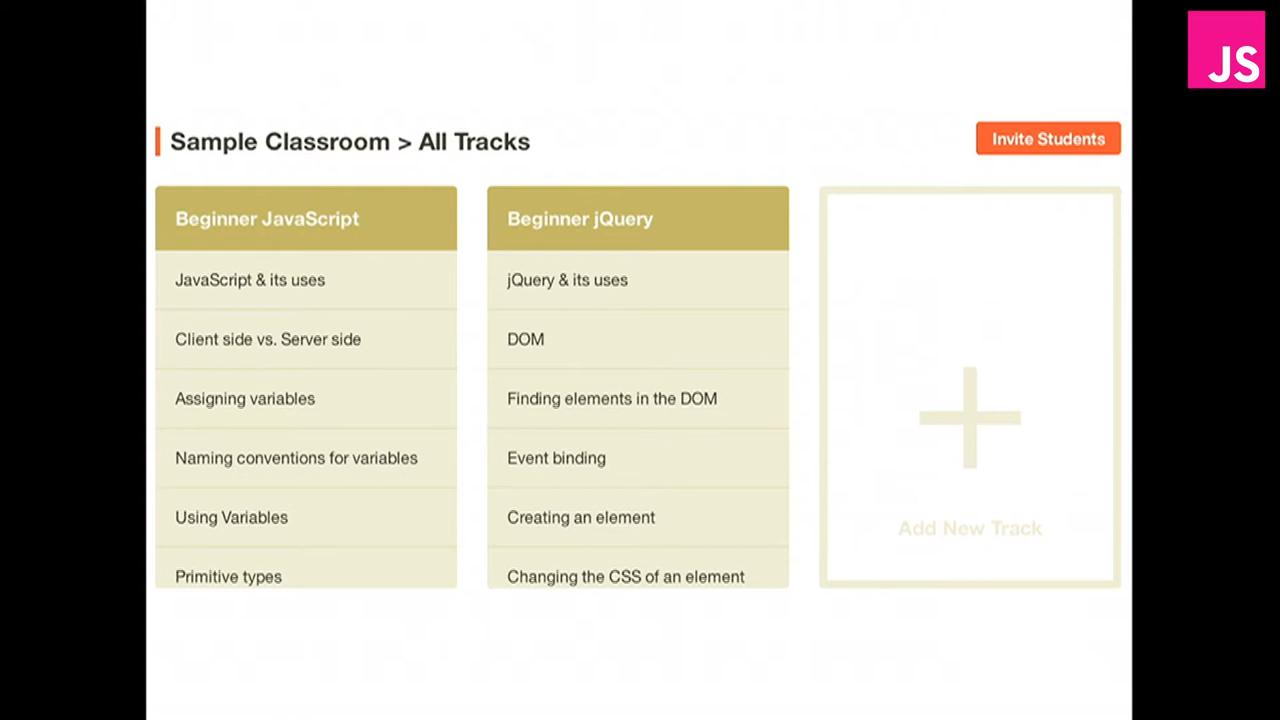 JS
Sample Classroom > All Tracks
Invite Students
Beginner JavaScript
JavaScript & its uses
Client side vs. Server side
Assigning variables
Naming conventions for variables
Using Variables
Primitive types
Beginner jQuery
jQuery & its uses
DOM
Finding elements in the DOM
Event binding
Creating an element
Changing the CSS of an element
Add New Track